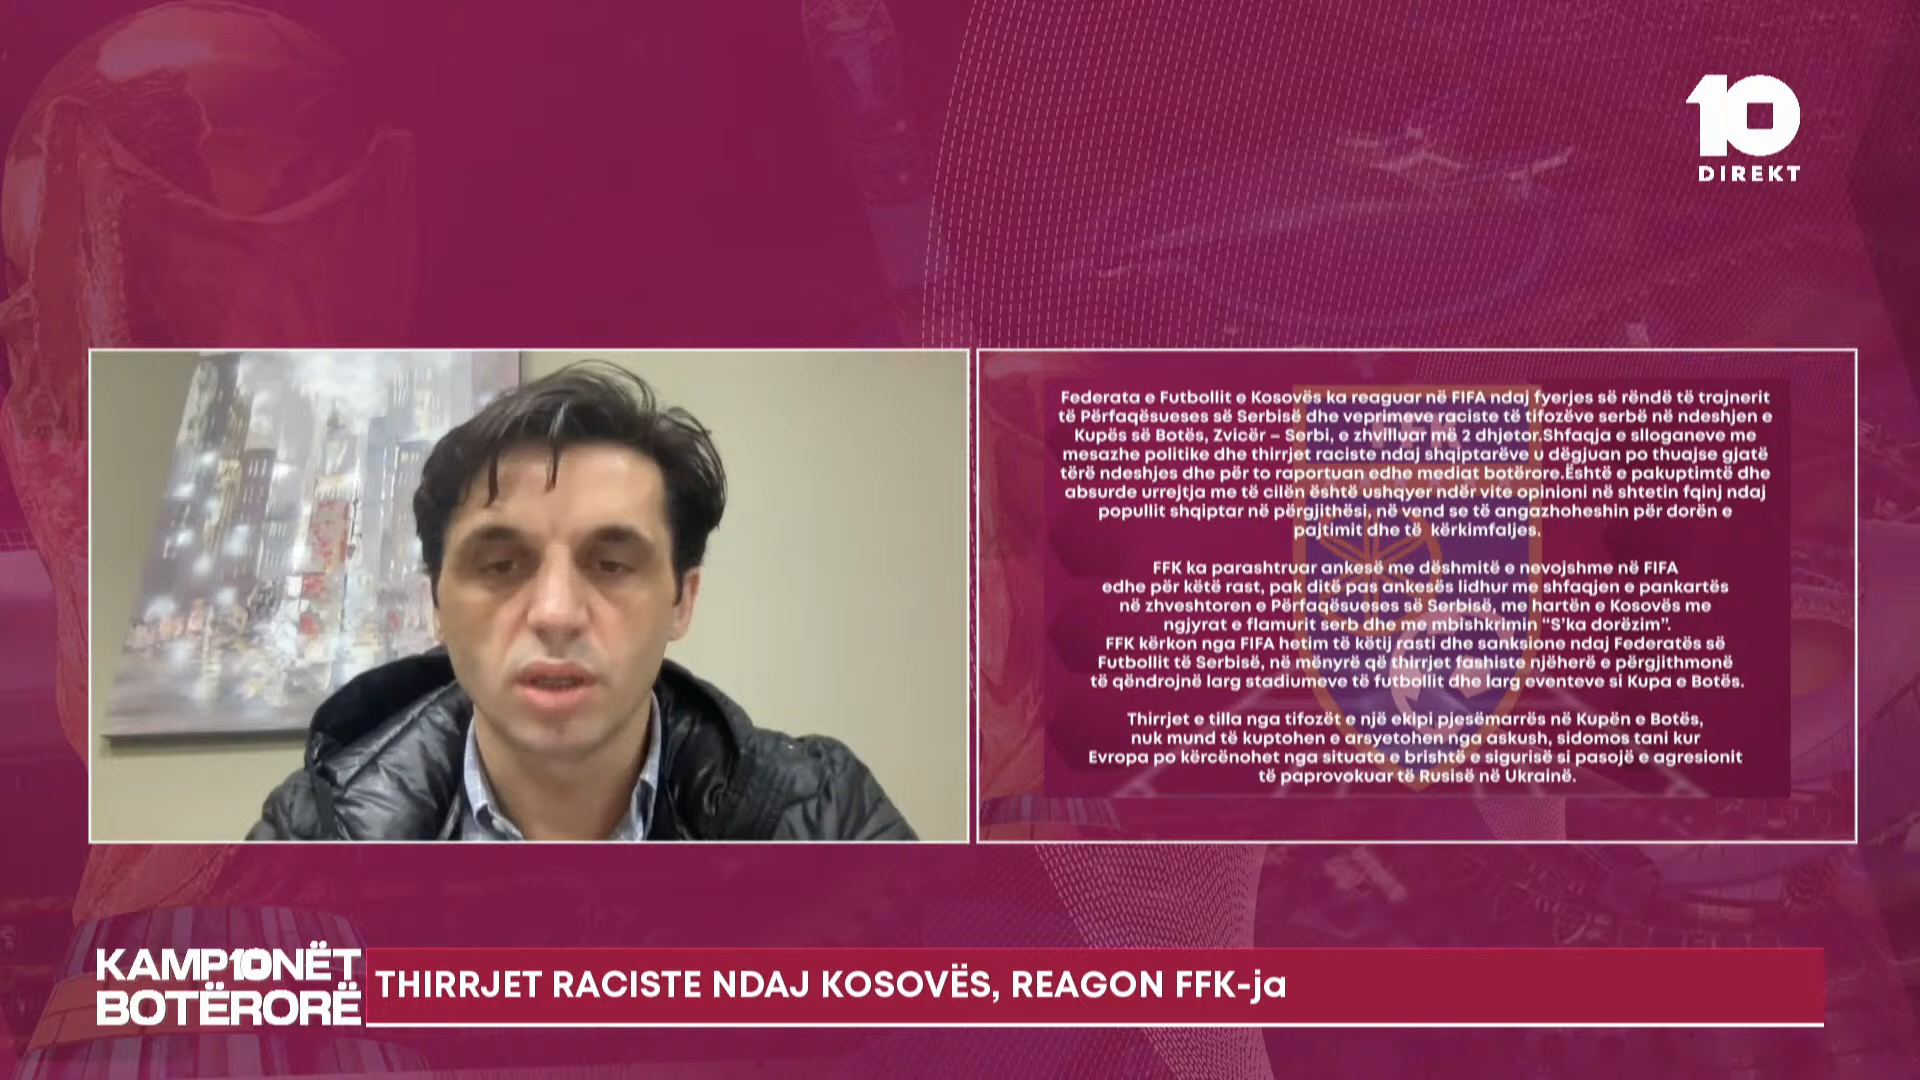 10
DIREKT
Federata e Futbollit e Kosovës ka reaguar në FIFA ndaj fyerjes së rëndë të trajnerit
të Përfaqësueses së Serbisë dhe veprimeve raciste të tifozëve serbë në ndeshjen e
Kupës së Botës, Zvicër – Serbi, e zhvilluar më 2 dhjetor.Shfaqja e slloganeve me
mesazhe politike dhe thirrjet raciste ndaj shqiptarëve u dëgjuan po thuajse gjatë
tërë ndeshjes dhe për to raportuan edhe mediat botërore.Është e pakuptimtë dhe
absurde urrejtja me të cilën është ushqyer ndër vite opinioni në shtetin fqinj ndaj
popullit shqiptar në përgjithësi, në vend se të angazhoheshin për dorën e
pajtimit dhe të kërkimfaljes.
FFK ka parashtruar ankesë me dëshmitë e nevojshme në FIFA
edhe për këtë rast, pak ditë pas ankesës lidhur me shfaqjen e pankartës
në zhveshtoren e Përfaqësueses së Serbisë, me hartën e Kosovës me
ngjyrat e flamurit serb dhe me mbishkrimin “S’ka dorëzim”.
FFK kërkon nga FIFA hetim të këtij rasti dhe sanksione ndaj Federatës së
Futbollit të Serbisë, në mënyrë që thirrjet fashiste njëherë e përgjithmonë
të qëndrojnë larg stadiumeve të futbollit dhe larg eventeve si Kupa e Botës.
Thirrjet e tilla nga tifozët e një ekipi pjesëmarrës në Kupën e Botës,
nuk mund të kuptohen e arsyetohen nga askush, sidomos tani kur
Evropa po kërcënohet nga situata e brishtë e sigurisë si pasojë e agresionit
të paprovokuar të Rusisë në Ukrainë.
KAMP10NËT
BOTËRORË
THIRRJET RACISTE NDAJ KOSOVËS, REAGON FFK-ja